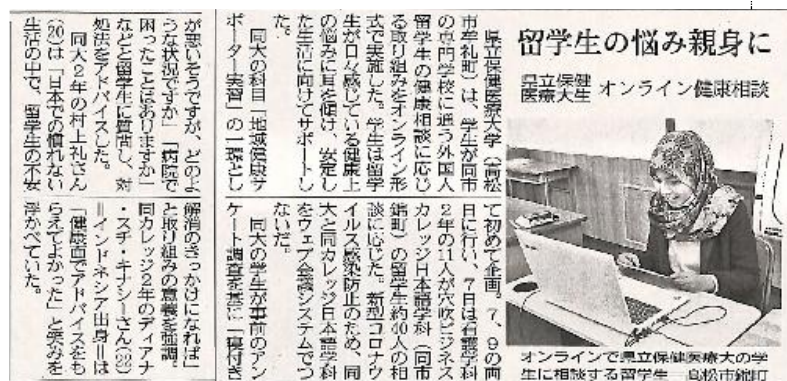 留学生の悩み親身に
県立保健
医療大生
オンライン健康相談
県立保健医療大学(高松
市牟礼町)は、学生が同市
の専門学校に通う外国人
留学生の健康相談に応じ
る取り組みをオンライン形
式で実施した。学生は留学
生が日々感じている健康上
の悩みに耳を傾け、安定し
た生活に向けてサポートし
た。
同大の科目「地域健康サ
ポーター実習」の一環とし
て初めて企画。7、9の両
日に行い、7日は看護学科
2年の11人が穴吹ビジネス
カレッジ日本語学科(同市
錦町)の留学生約40人の相
談に応じた。新型コロナウ
イルス感染防止のため、同
大と同カレッジ日本語学科
をウェブ会議システムでつ
ないだ。
同大の学生が事前のアン
ケート調査を基に「寝付き
が悪いそうですが、どのよ
うな状況ですか」「病院で
困ったことはありますか」
などと留学生に質問し、対
処法をアドバイスした。
同大2年の村上礼さん
(20)は「日本での慣れない
生活の中で、留学生の不安
解消のきっかけになれば」
と取り組みの意義を強調。
同カレッジ2年のディアナ
・スチ・キナシーさん
=インドネシア出身=は
「健康面でアドバイスをも
らえてよかった」と笑みを
浮かべていた。
オンラインで県立保健医療大の学
生に相談する留学生=高松市錦町